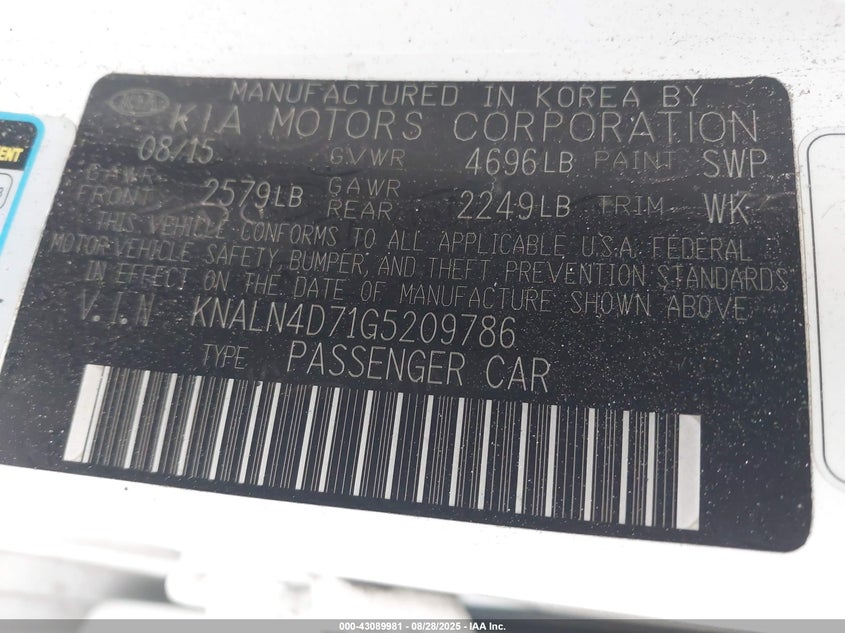 MANUFACTURED IN KOREA BY
KIA KIA MOTORS CORPORATION
08/15 GVWR 4696LB PAINT SWP
GAWR FRONT 2579LB GAWR REAR 2249LB TRIM WK
THIS VEHICLE CONFORMS TO ALL APPLICABLE U.S.A. FEDERAL
MOTOR VEHICLE SAFETY, BUMPER, AND THEFT PREVENTION STANDARDS
IN EFFECT ON THE DATE OF MANUFACTURE SHOWN ABOVE
V.I.N KNALN4D71G5209786
TYPE PASSENGER CAR
000-43089981 / 08/28/2025 - IAA Inc.